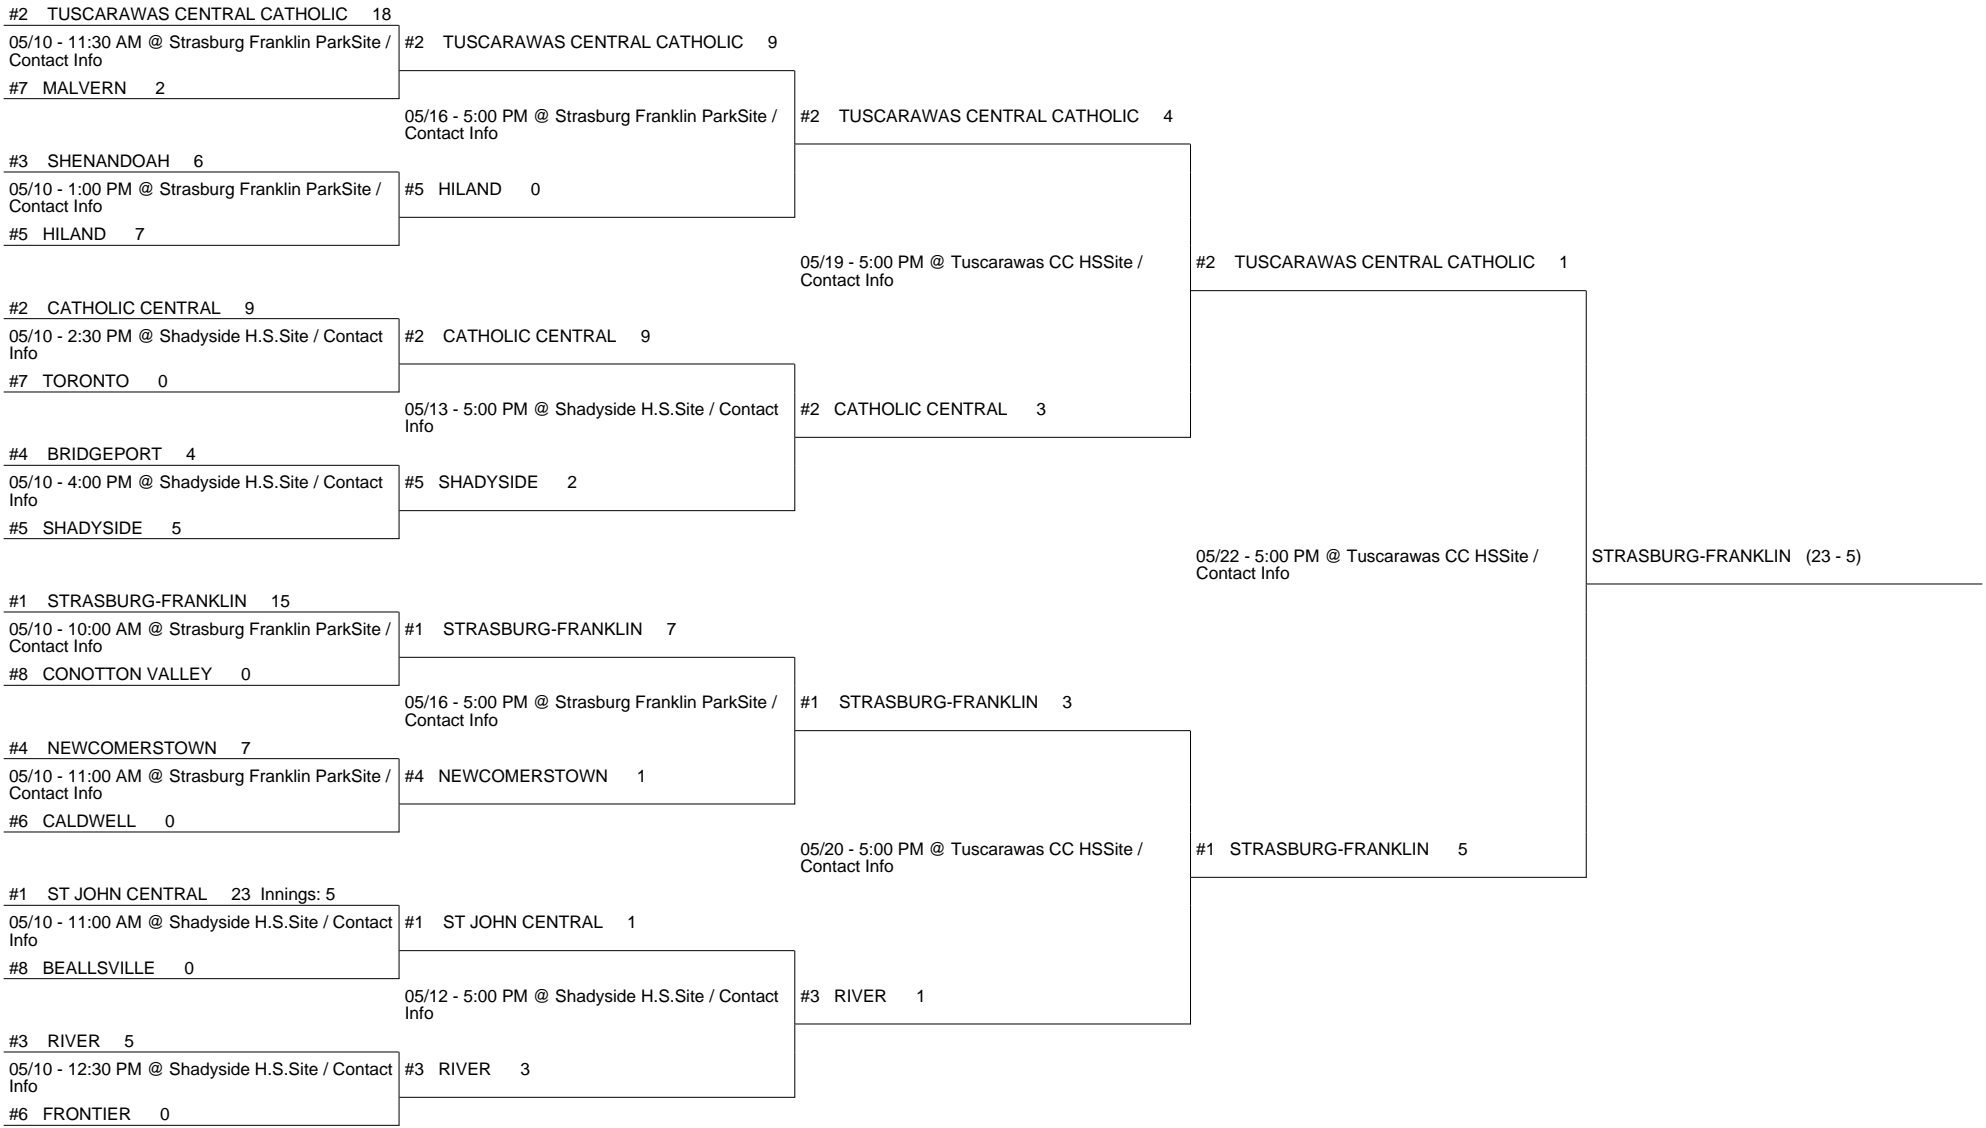 #2 TUSCARAWAS CENTRAL CATHOLIC 18
05/10 - 11:30 AM @ Strasburg Franklin ParkSite /
Contact Info
#7 MALVERN 2
#3 SHENANDOAH 6
05/10 - 1:00 PM @ Strasburg Franklin ParkSite /
Contact Info
#5 HILAND 7
#2 CATHOLIC CENTRAL 9
05/10 - 2:30 PM @ Shadyside H.S.Site / Contact
Info
#7 TORONTO 0
#4 BRIDGEPORT 4
05/10 - 4:00 PM @ Shadyside H.S.Site / Contact
Info
#5 SHADYSIDE 5
#1 STRASBURG-FRANKLIN 15
05/10 - 10:00 AM @ Strasburg Franklin ParkSite /
Contact Info
#8 CONOTTON VALLEY 0
#4 NEWCOMERSTOWN 7
05/10 - 11:00 AM @ Strasburg Franklin ParkSite /
Contact Info
#6 CALDWELL 0
#1 ST JOHN CENTRAL 23 Innings: 5
05/10 - 11:00 AM @ Shadyside H.S.Site / Contact
Info
#8 BEALLSVILLE 0
#3 RIVER 5
05/10 - 12:30 PM @ Shadyside H.S.Site / Contact
Info
#6 FRONTIER 0
#2 TUSCARAWAS CENTRAL CATHOLIC 9
05/16 - 5:00 PM @ Strasburg Franklin ParkSite /
Contact Info
#5 HILAND 0
#2 CATHOLIC CENTRAL 9
05/13 - 5:00 PM @ Shadyside H.S.Site / Contact
Info
#5 SHADYSIDE 2
#1 STRASBURG-FRANKLIN 7
05/16 - 5:00 PM @ Strasburg Franklin ParkSite /
Contact Info
#4 NEWCOMERSTOWN 1
#1 ST JOHN CENTRAL 1
05/12 - 5:00 PM @ Shadyside H.S.Site / Contact
Info
#3 RIVER 3
#2 TUSCARAWAS CENTRAL CATHOLIC 4
05/19 - 5:00 PM @ Tuscarawas CC HSSite /
Contact Info
#2 CATHOLIC CENTRAL 3
#1 STRASBURG-FRANKLIN 3
05/20 - 5:00 PM @ Tuscarawas CC HSSite /
Contact Info
#3 RIVER 1
#2 TUSCARAWAS CENTRAL CATHOLIC 1
05/22 - 5:00 PM @ Tuscarawas CC HSSite /
Contact Info
#1 STRASBURG-FRANKLIN 5
STRASBURG-FRANKLIN (23 - 5)